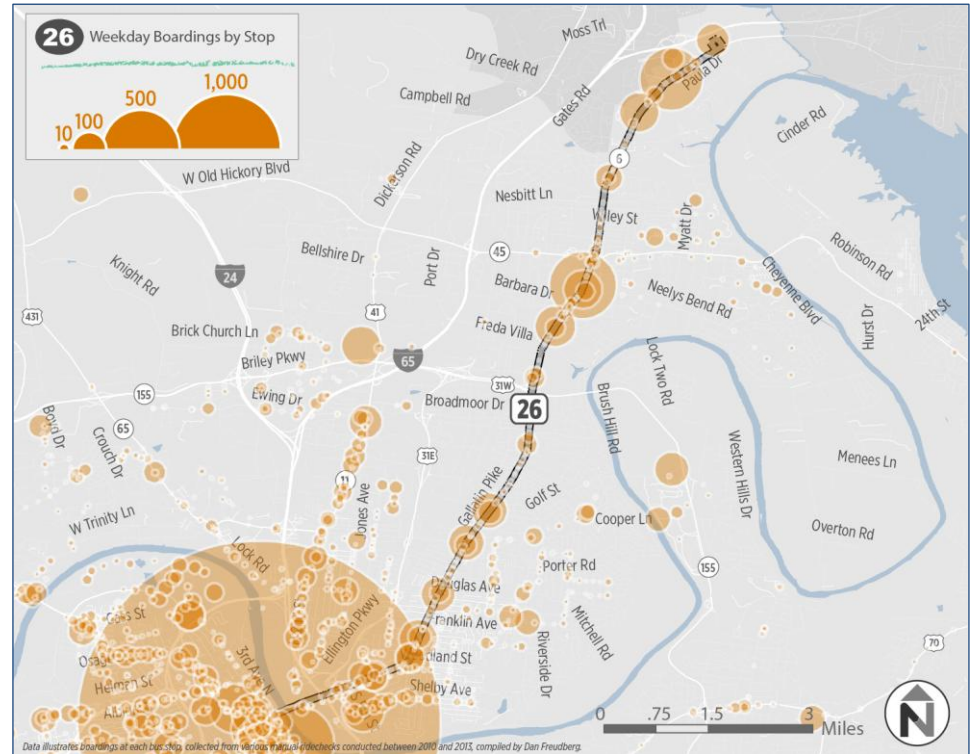 26 Weekday Boardings by Stop
10 100 500 1,000
Moss Trl
Dry Creek Rd
Paula Dr
Campbell Rd
Gates Rd
Cinder Rd
6
W Old Hickory Blvd
Dickerson Rd
Nesbitt Ln
Myatt Dr
45
Bellshire Dr
Port Dr
Robinson Rd
Knight Rd
24
Barbara Dr
Neelys Bend Rd
Cheyenne Blvd
24th St
431
41
Hurst Dr
Brick Church Ln
Freda Villa
65
Briley Pkwy
Lock Two Rd
155
Ewing Dr
31W
Broadmoor Dr
26
Brush Hill Rd
Boyd Dr
65
Crouch Dr
31E
Western Hills Dr
Menees Ln
11
Gallatin Pike
Golf St
W Trinity Ln
Jones Ave
Cooper Ln
Overton Rd
Lock Rd
Porter Rd
155
Ellington Pkwy
Mitchell Rd
Riverside Dr
70
3rd Ave N
Shelby Ave
Helman St
0 .75 1.5 3
Miles
N
Data illustrates boardings at each bus stop, collected from various manual ridechecks conducted between 2010 and 2013, compiled by Dan Freudberg.